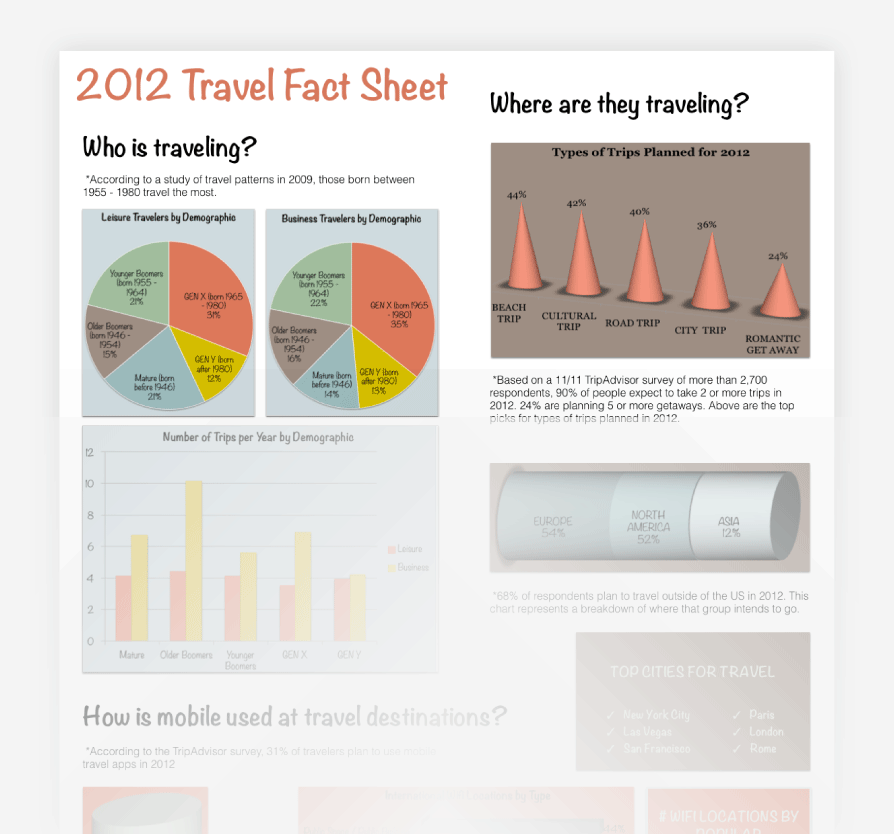 2012 Travel Fact Sheet
Who is traveling?
*According to a study of travel patterns in 2009, those born between
1955 - 1980 travel the most.
Leisure Travelers by Demographic
Younger Boomers
(born 1955 -
1964)
21%
GEN X (born 1965
- 1980)
31%
Older Boomers
(born 1946 -
1954)
15%
GEN Y (born
after 1980)
12%
Mature (born
before 1946)
21%
Business Travelers by Demographic
Younger Boomers
(born 1955 -
1964)
22%
GEN X (born 1965
- 1980)
35%
Older Boomers
(born 1946 -
1954)
16%
GEN Y (born
after 1980)
13%
Mature (born
before 1946)
14%
Number of Trips per Year by Demographic
12
10
8
6
4
2
0
Mature
Older Boomers
Younger
Boomers
GEN X
GEN Y
Leisure
Business
Where are they traveling?
Types of Trips Planned for 2012
44%
42%
40%
36%
24%
BEACH
TRIP
CULTURAL
TRIP
ROAD TRIP
CITY TRIP
ROMANTIC
GET AWAY
*Based on a 11/11 TripAdvisor survey of more than 2,700
respondents, 90% of people expect to take 2 or more trips in
2012. 24% are planning 5 or more getaways. Above are the top
picks for types of trips planned in 2012.
EUROPE
54%
NORTH
AMERICA
52%
ASIA
12%
*68% of respondents plan to travel outside of the US in 2012. This
chart represents a breakdown of where that group intends to go.
TOP CITIES FOR TRAVEL
✓ New York City
✓ Las Vegas
✓ San Francisco
✓ Paris
✓ London
✓ Rome
How is mobile used at travel destinations?
*According to the TripAdvisor survey, 31% of travelers plan to use mobile
travel apps in 2012
by Type
# WIFI LOCATIONS BY
POPULAR